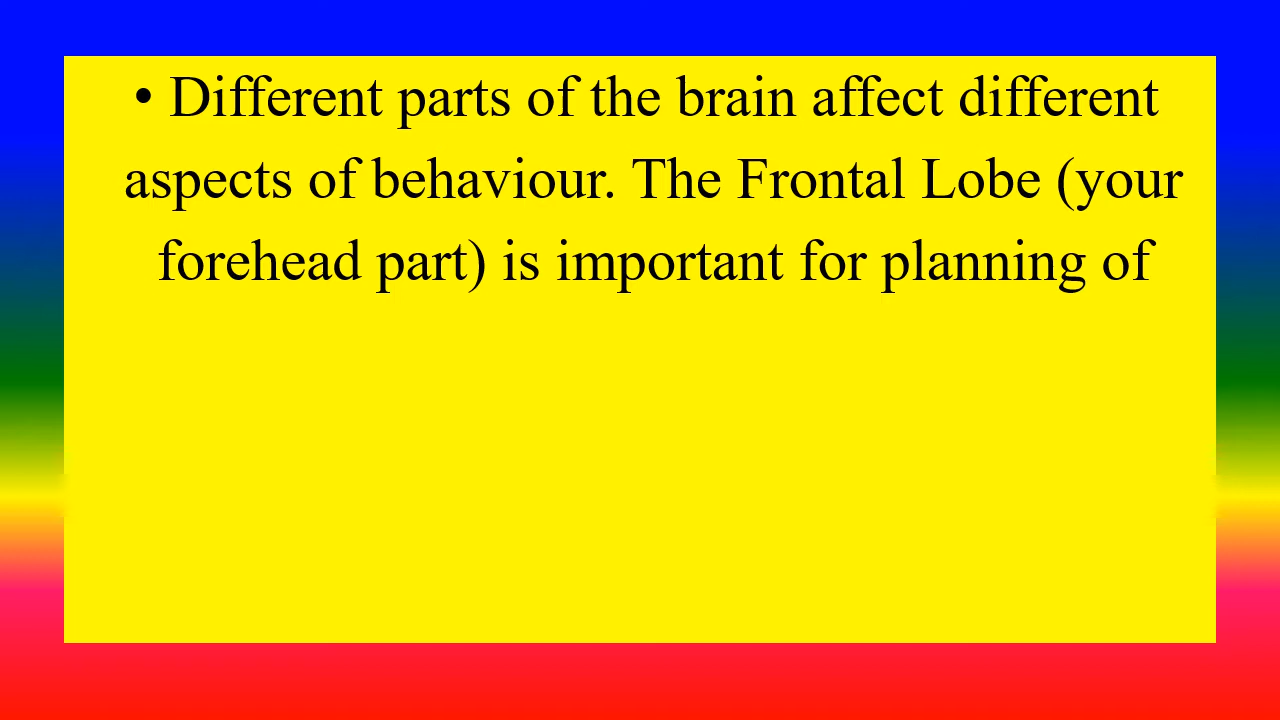 • Different parts of the brain affect different
aspects of behaviour. The Frontal Lobe (your
forehead part) is important for planning of